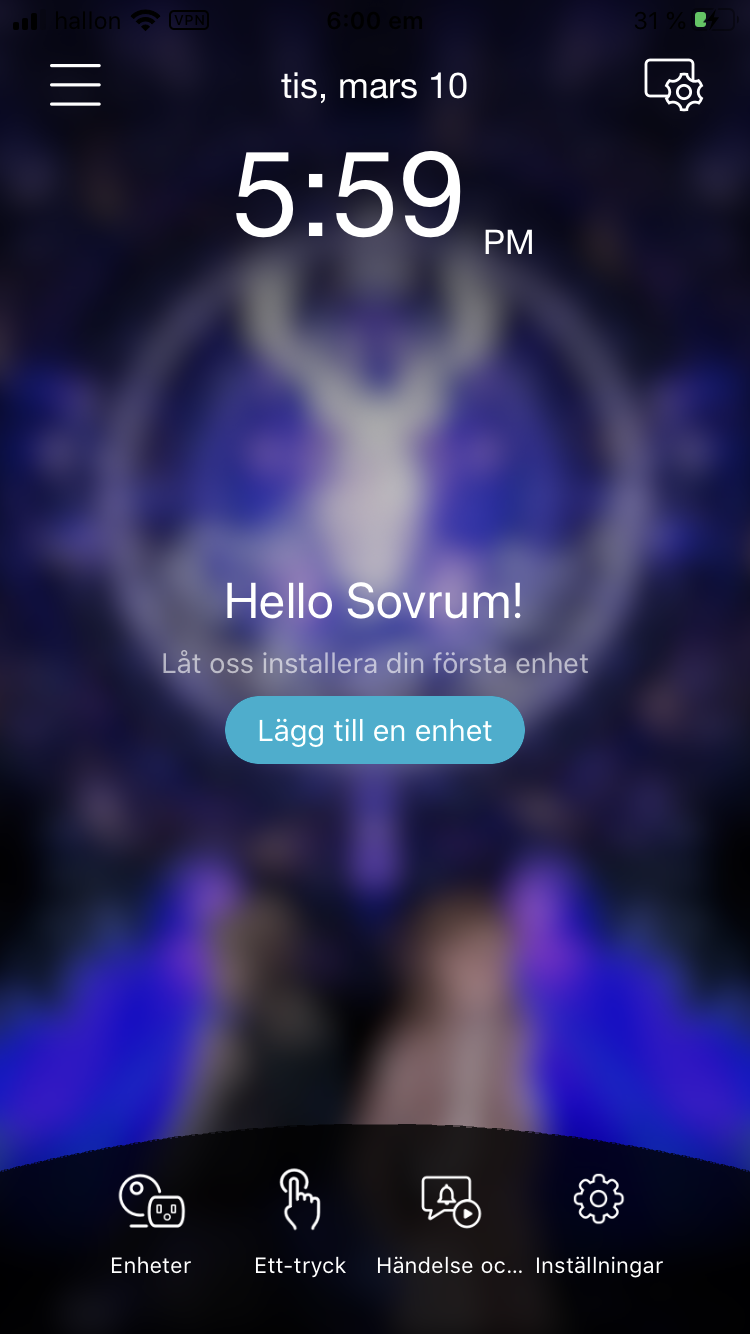 hallon VPN 6:00 em 31 %
tis, mars 10
5:59 PM
Hello Sovrum!
Låt oss installera din första enhet
Lägg till en enhet
Enheter Ett-tryck Händelse oc... Inställningar